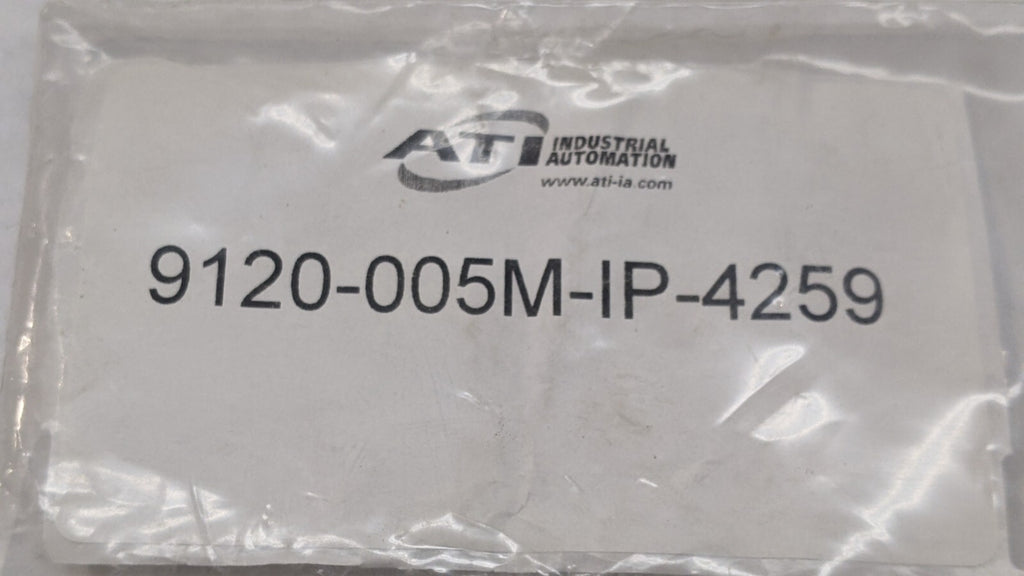 ATI INDUSTRIAL
AUTOMATION
www.ati-ia.com
9120-005M-IP-4259